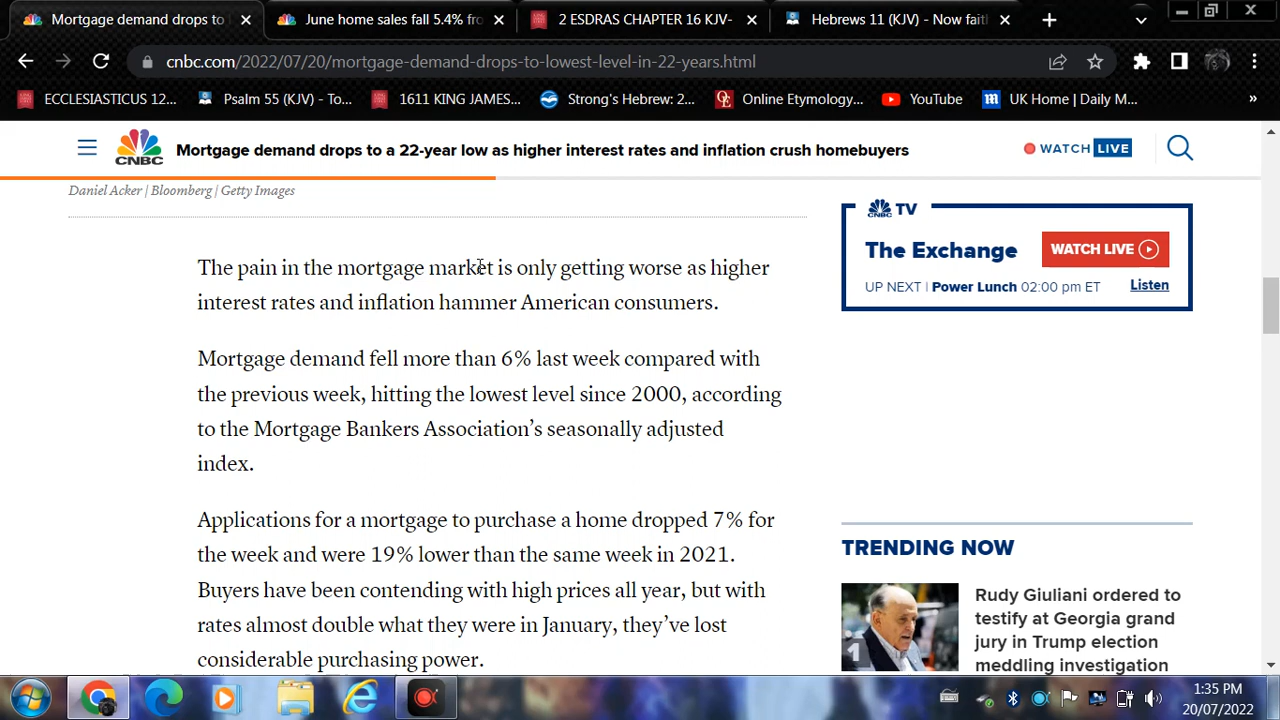 Mortgage demand drops to
June home sales fall 5.4% fro
2 ESDRAS CHAPTER 16 KJV-
Hebrews 11 (KJV) - Now fait
cnbc.com/2022/07/20/mortgage-demand-drops-to-lowest-level-in-22-years.html
ECCLESIASTICUS 12...
Psalm 55 (KJV) - To...
1611 KING JAMES...
Strong's Hebrew: 2...
Online Etymology...
YouTube
UK Home | Daily M...
»
CNBC
Mortgage demand drops to a 22-year low as higher interest rates and inflation crush homebuyers
WATCH LIVE
Daniel Acker | Bloomberg | Getty Images
The pain in the mortgage market is only getting worse as higher
interest rates and inflation hammer American consumers.
Mortgage demand fell more than 6% last week compared with
the previous week, hitting the lowest level since 2000, according
to the Mortgage Bankers Association's seasonally adjusted
index.
Applications for a mortgage to purchase a home dropped 7% for
the week and were 19% lower than the same week in 2021.
Buyers have been contending with high prices all year, but with
rates almost double what they were in January, they've lost
considerable purchasing power.
CNBC TV
The Exchange
WATCH LIVE
UP NEXT | Power Lunch 02:00 pm ET
Listen
TRENDING NOW
1
Rudy Giuliani ordered to
testify at Georgia grand
jury in Trump election
meddling investigation
1:35 PM
20/07/2022